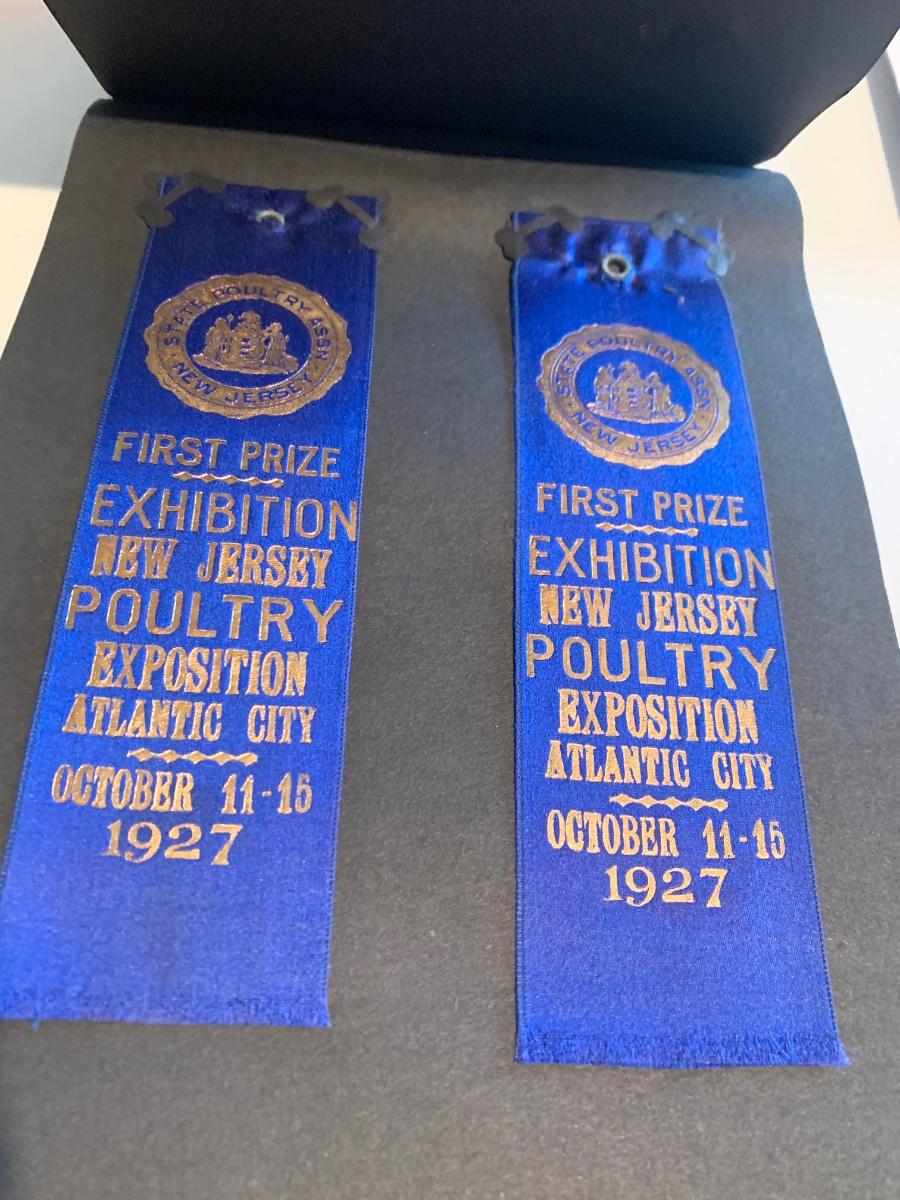 STATE POULTRY ASSN
NEW JERSEY
FIRST PRIZE
EXHIBITION
NEW JERSEY
POULTRY
EXPOSITION
ATLANTIC CITY
OCTOBER 11-15
1927
STATE POULTRY ASSN
NEW JERSEY
FIRST PRIZE
EXHIBITION
NEW JERSEY
POULTRY
EXPOSITION
ATLANTIC CITY
OCTOBER 11-15
1927